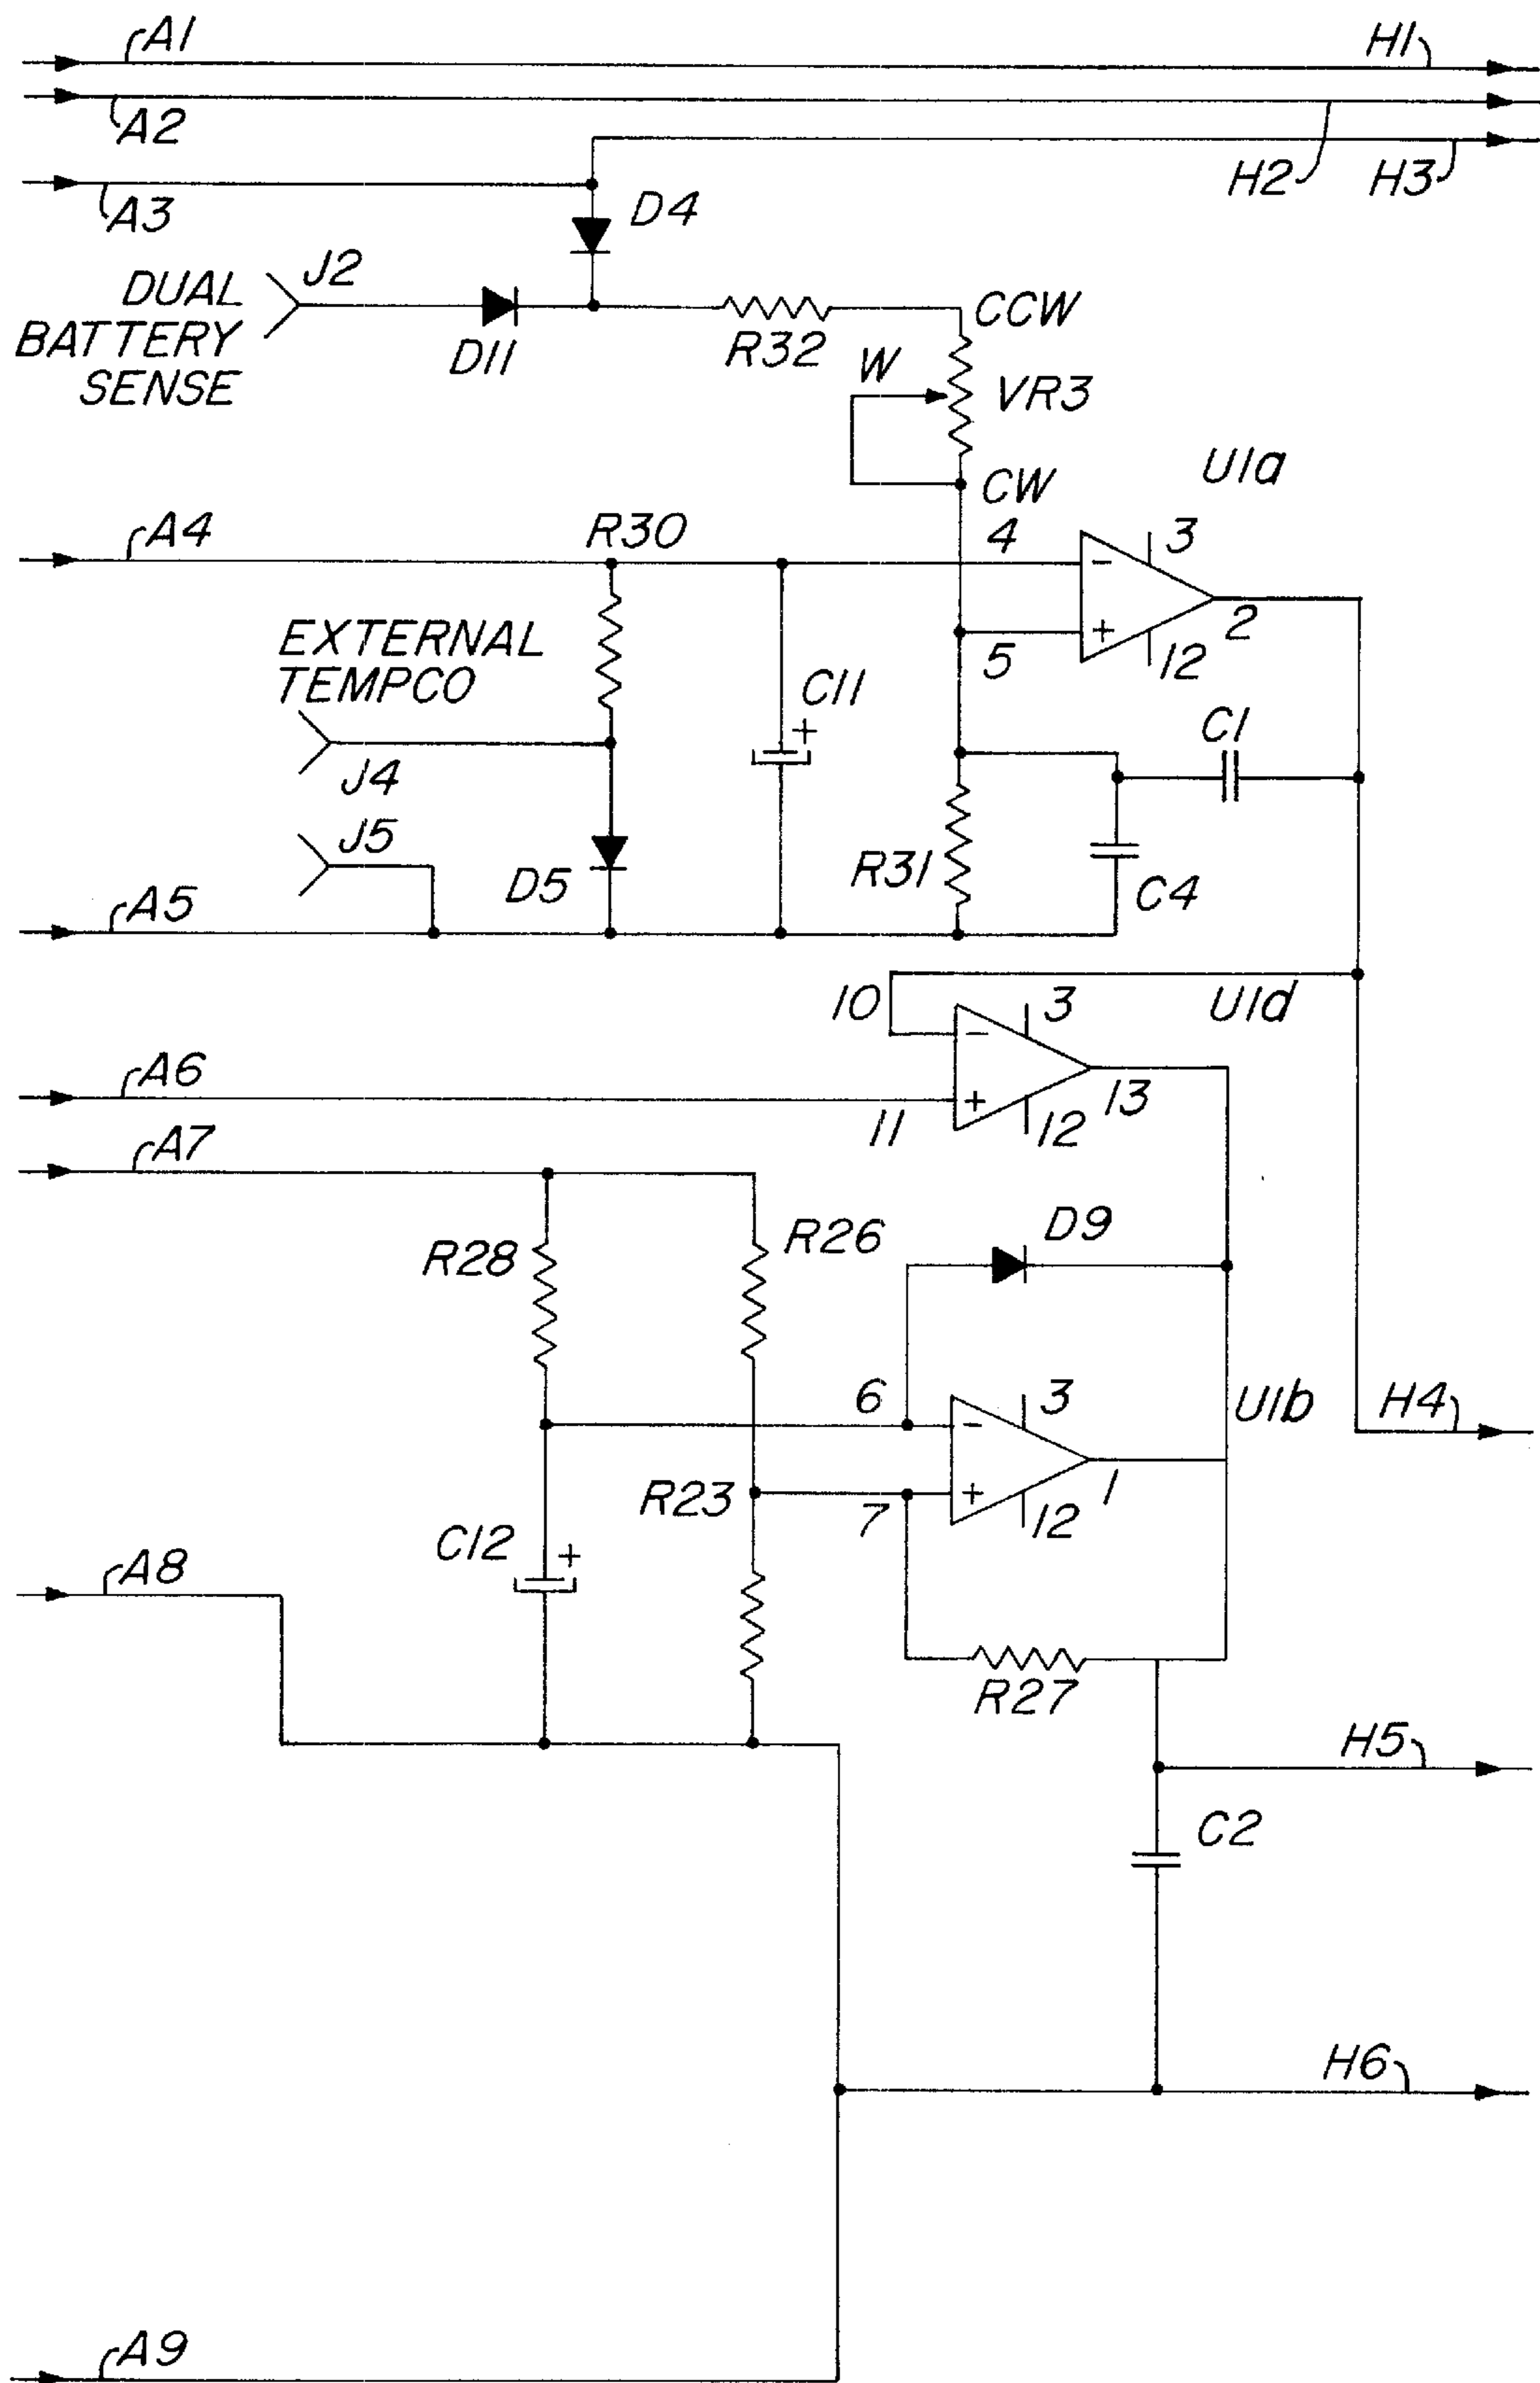 A1
H1
A2
H2
H3
A3
D4
J2
DUAL
BATTERY
SENSE
D11
R32
CCW
W
VR3
CW
U1a
A4
R30
4
3
2
5
12
EXTERNAL
TEMPCO
C11
+
C1
J4
J5
R31
D5
C4
A5
10
U1d
3
A6
13
11
12
A7
R28
R26
D9
6
3
U1b
H4
R23
7
1
12
C12
+
A8
R27
H5
C2
H6
A9